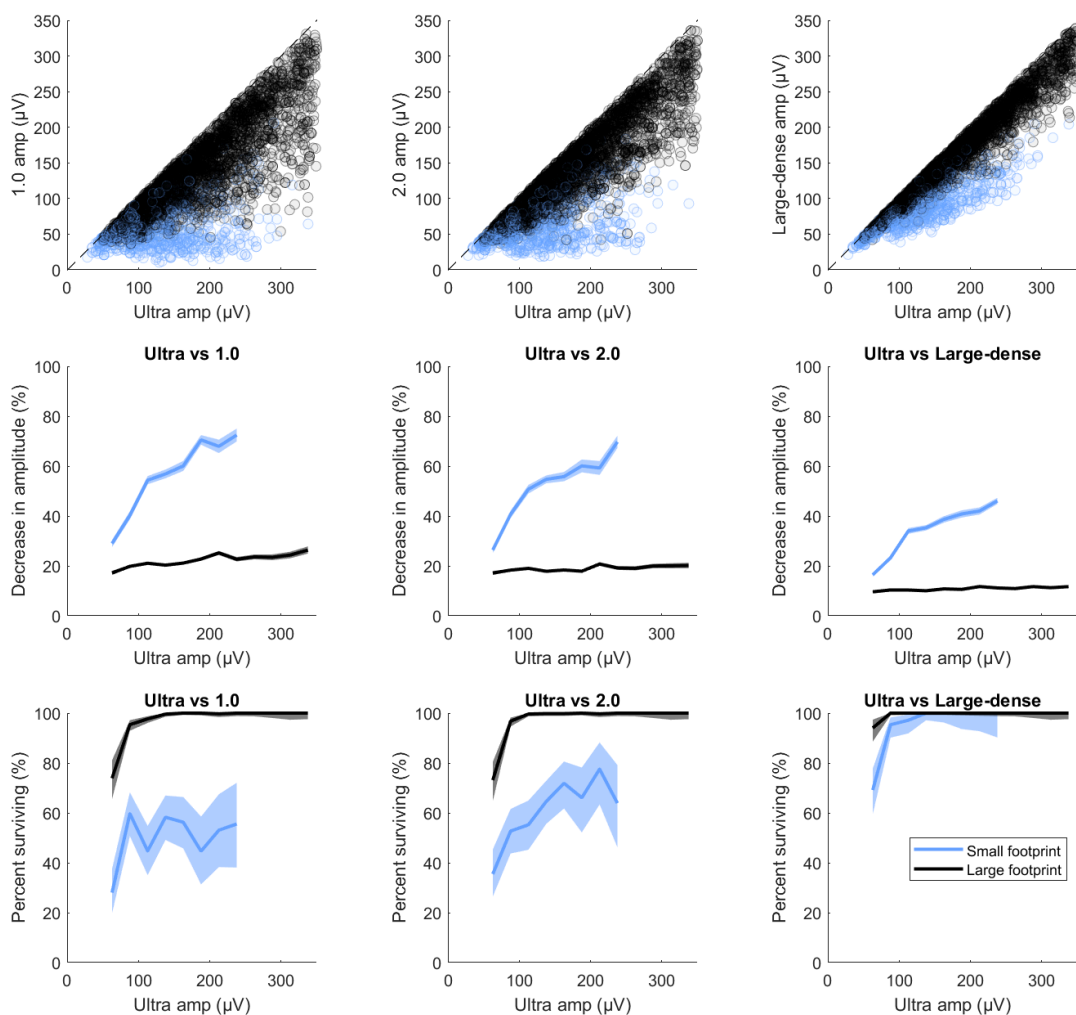 350
300
250
200
150
100
50
0
1.0 amp (µV)
0 100 200 300
Ultra amp (µV)
350
300
250
200
150
100
50
0
2.0 amp (µV)
0 100 200 300
Ultra amp (µV)
350
300
250
200
150
100
50
0
Large-dense amp (µV)
0 100 200 300
Ultra amp (µV)
Ultra vs 1.0
100
80
60
40
20
0
Decrease in amplitude (%)
0 100 200 300
Ultra amp (µV)
Ultra vs 2.0
100
80
60
40
20
0
Decrease in amplitude (%)
0 100 200 300
Ultra amp (µV)
Ultra vs Large-dense
100
80
60
40
20
0
Decrease in amplitude (%)
0 100 200 300
Ultra amp (µV)
Ultra vs 1.0
100
80
60
40
20
0
Percent surviving (%)
0 100 200 300
Ultra amp (µV)
Ultra vs 2.0
100
80
60
40
20
0
Percent surviving (%)
0 100 200 300
Ultra amp (µV)
Ultra vs Large-dense
100
80
60
40
20
0
Percent surviving (%)
Small footprint
Large footprint
0 100 200 300
Ultra amp (µV)